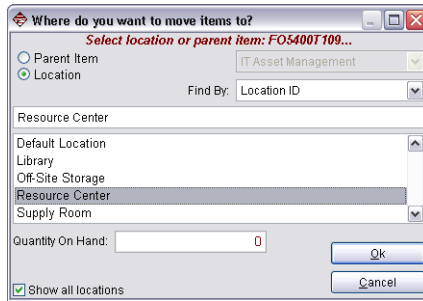 Where do you want to move items to?
Select location or parent item: FO5400T109...
Parent Item
IT Asset Management
Location
Find By: Location ID
Resource Center
Default Location
Library
Off-Site Storage
Resource Center
Supply Room
Quantity On Hand: 0
Ok
Show all locations
Cancel